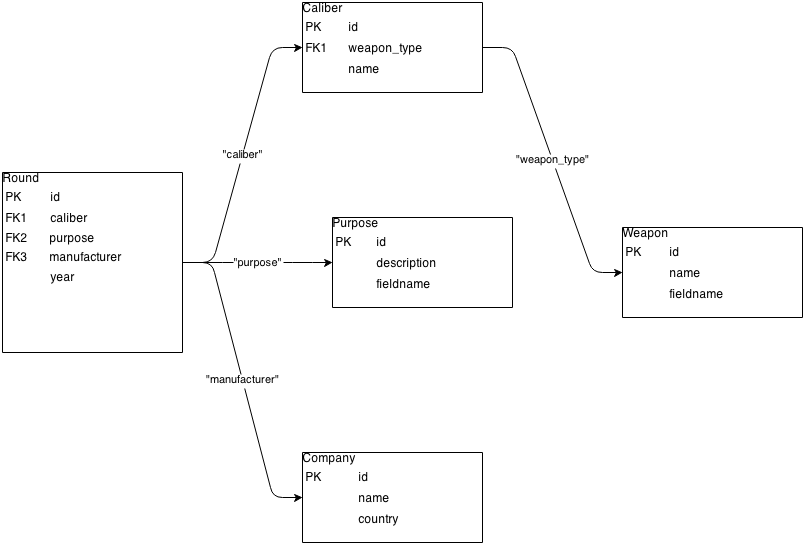 Caliber
PK id
FK1 weapon_type
name
"caliber"
"weapon_type"
Round
PK id
FK1 caliber
FK2 purpose
FK3 manufacturer
year
"purpose"
Purpose
PK id
description
fieldname
Weapon
PK id
name
fieldname
"manufacturer"
Company
PK id
name
country